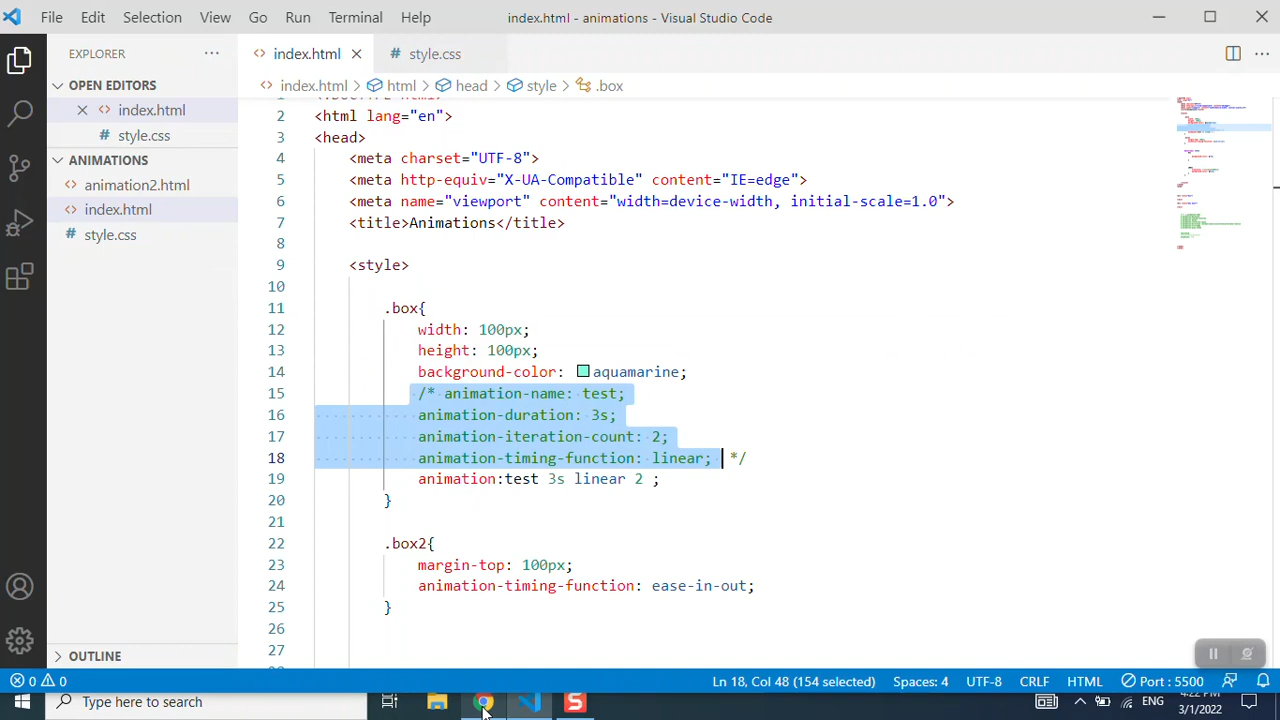 File Edit Selection View Go Run Terminal Help
index.html - animations - Visual Studio Code
EXPLORER
OPEN EDITORS
index.html
style.css
ANIMATIONS
animation2.html
index.html
style.css
OUTLINE
index.html
style.css
index.html > html > head > style > .box
2 <html lang="en">
3 <head>
4 <meta charset="UTF-8">
5 <meta http-equiv="X-UA-Compatible" content="IE=edge">
6 <meta name="viewport" content="width=device-width, initial-scale=1.0">
7 <title>Animations</title>
8
9 <style>
10
11 .box{
12 width: 100px;
13 height: 100px;
14 background-color: aquamarine;
15 /* animation-name: test;
16 animation-duration: 3s;
17 animation-iteration-count: 2;
18 animation-timing-function: linear; */
19 animation:test 3s linear 2 ;
20 }
21
22 .box2{
23 margin-top: 100px;
24 animation-timing-function: ease-in-out;
25 }
26
27
0 0
Ln 18, Col 48 (154 selected) Spaces: 4 UTF-8 CRLF HTML Port : 5500
Type here to search
ENG
4:22 PM
3/1/2022